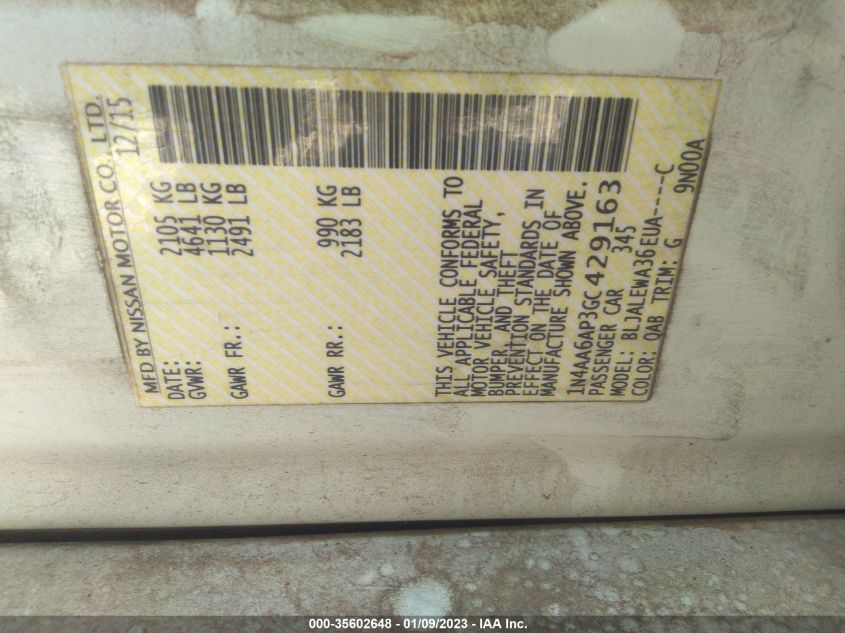 MFD BY NISSAN MOTOR CO., LTD.
DATE: 12/15
GVWR: 2105 KG
4641 LB
GAWR FR.: 1130 KG
2491 LB
GAWR RR.: 990 KG
2183 LB
THIS VEHICLE CONFORMS TO
ALL APPLICABLE FEDERAL
MOTOR VEHICLE SAFETY,
BUMPER, AND THEFT
PREVENTION STANDARDS IN
EFFECT ON THE DATE OF
MANUFACTURE SHOWN ABOVE.
1N4AA6AP3GC429163
PASSENGER CAR 345
MODEL: BLJALEWA36EUA-----C
COLOR: QAB TRIM: G 9N00A
000-35602648 - 01/09/2023 - IAA Inc.